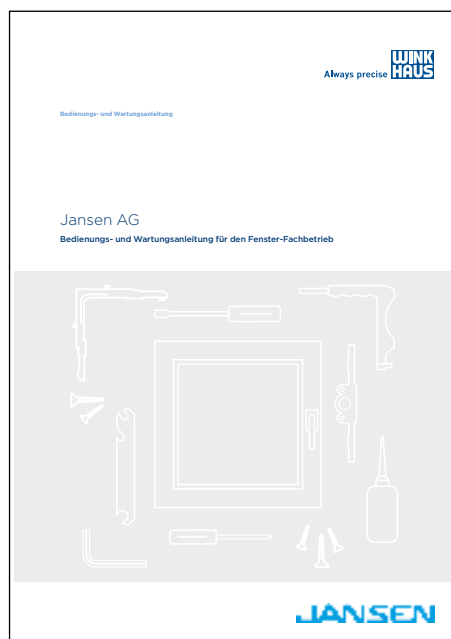 Always precise
WINK
HAUS
Bedienungs- und Wartungsanleitung
Jansen AG
Bedienungs- und Wartungsanleitung für den Fenster-Fachbetrieb
JANSEN